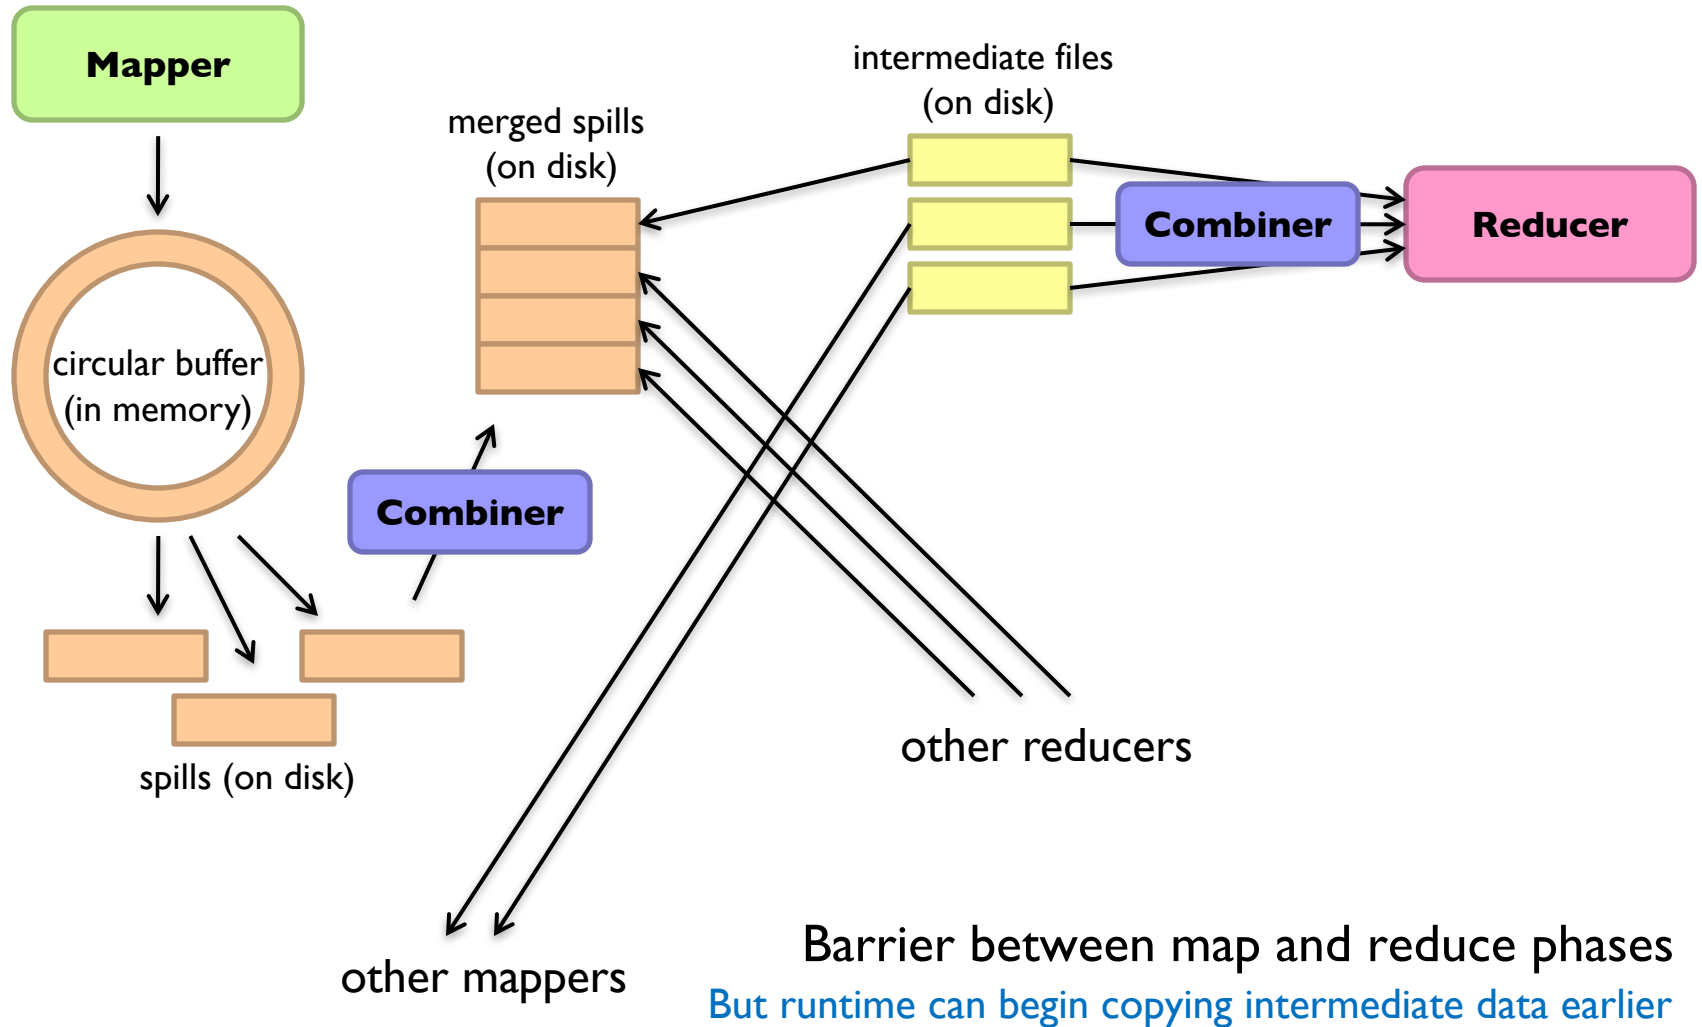 Mapper
circular buffer
(in memory)
spills (on disk)
Combiner
merged spills
(on disk)
intermediate files
(on disk)
Combiner
Reducer
other reducers
other mappers
Barrier between map and reduce phases
But runtime can begin copying intermediate data earlier